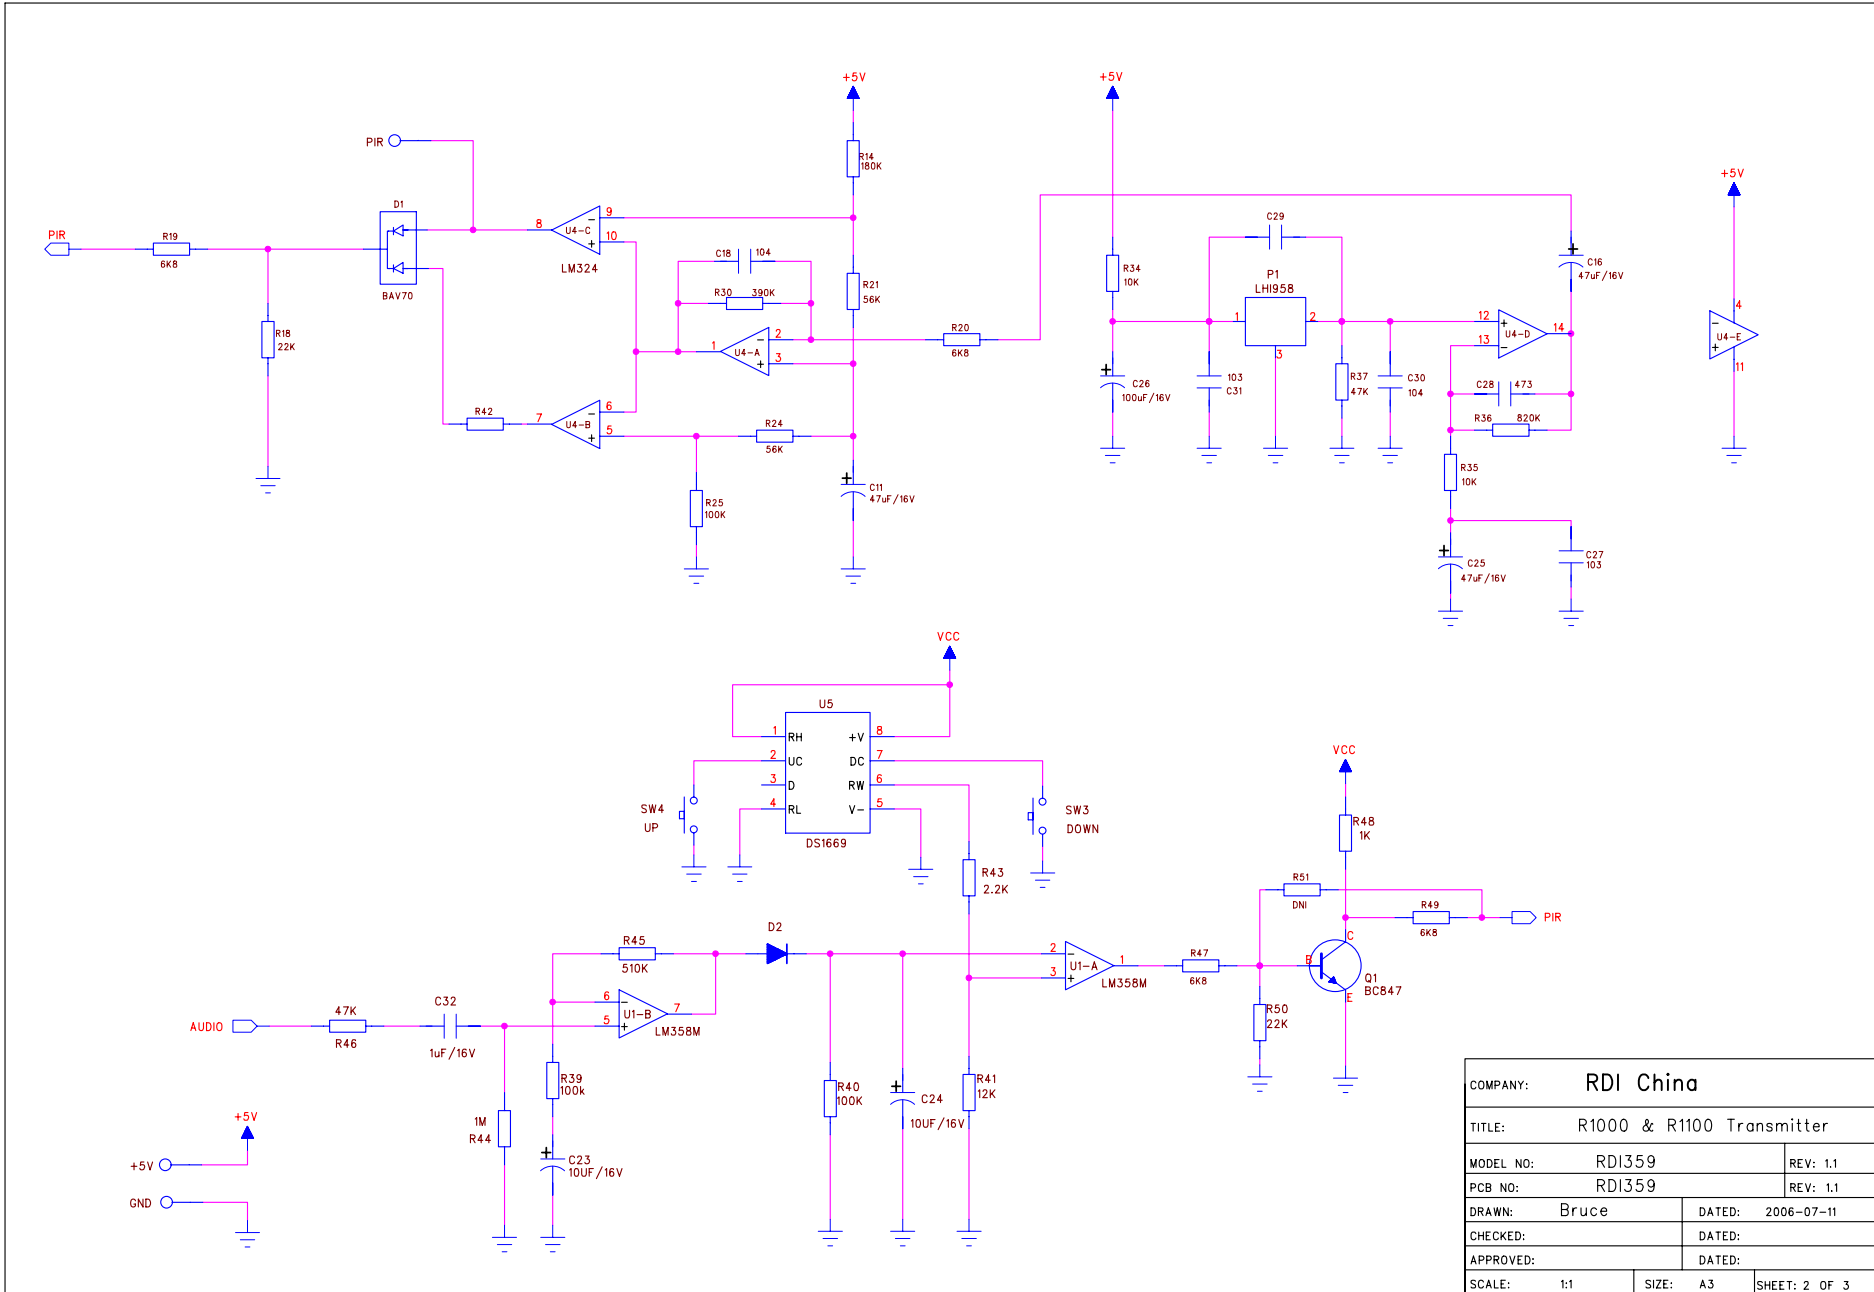 +5V
+5V
PIR
R14
180K
+5V
D1
PIR
R19
6K8
BAV70
8
9
10
U4-C
-
+
LM324
C18 104
R30 390K
R21
56K
R18
22K
1
2
3
U4-A
-
+
R20
6K8
R42
7
6
5
U4-B
-
+
R24
56K
R25
100K
+
C11
47uF/16V
R34
10K
C29
P1
LHI958
1
2
3
+
C26
100uF/16V
103
C31
R37
47K
C30
104
12
13
14
+
-
U4-D
+
C16
47uF/16V
C28 473
R36 820K
R35
10K
+
C25
47uF/16V
C27
103
4
-
U4-E
+
11
VCC
U5
1 RH +V 8
2 UC DC 7
3 D RW 6
4 RL V- 5
DS1669
SW4
UP
SW3
DOWN
R43
2.2K
VCC
R48
1K
R51
DNI
R49
6K8
PIR
D2
R45
510K
2
3
-
+
U1-A
1
LM358M
R47
6K8
B
C
E
Q1
BC847
R50
22K
AUDIO
47K
R46
C32
1uF/16V
6
5
-
+
U1-B
7
LM358M
R39
100k
1M
R44
+
C23
10UF/16V
R40
100K
+
C24
10UF/16V
R41
12K
+5V
+5V
GND
COMPANY: RDI China
TITLE: R1000 & R1100 Transmitter
MODEL NO: RDI359 REV: 1.1
PCB NO: RDI359 REV: 1.1
DRAWN: Bruce DATED: 2006-07-11
CHECKED: DATED:
APPROVED: DATED:
SCALE: 1:1 SIZE: A3 SHEET: 2 OF 3